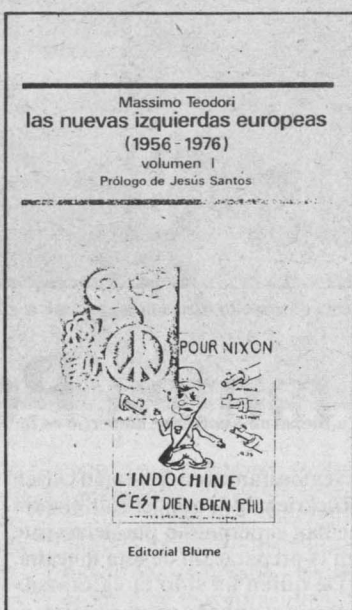 Massimo Teodori
las nuevas izquierdas europeas
(1956-1976)
volumen I
Prólogo de Jesús Santos
POUR NIXON
L'INDOCHINE
C'EST DIEN.BIEN.PHU
Editorial Blume